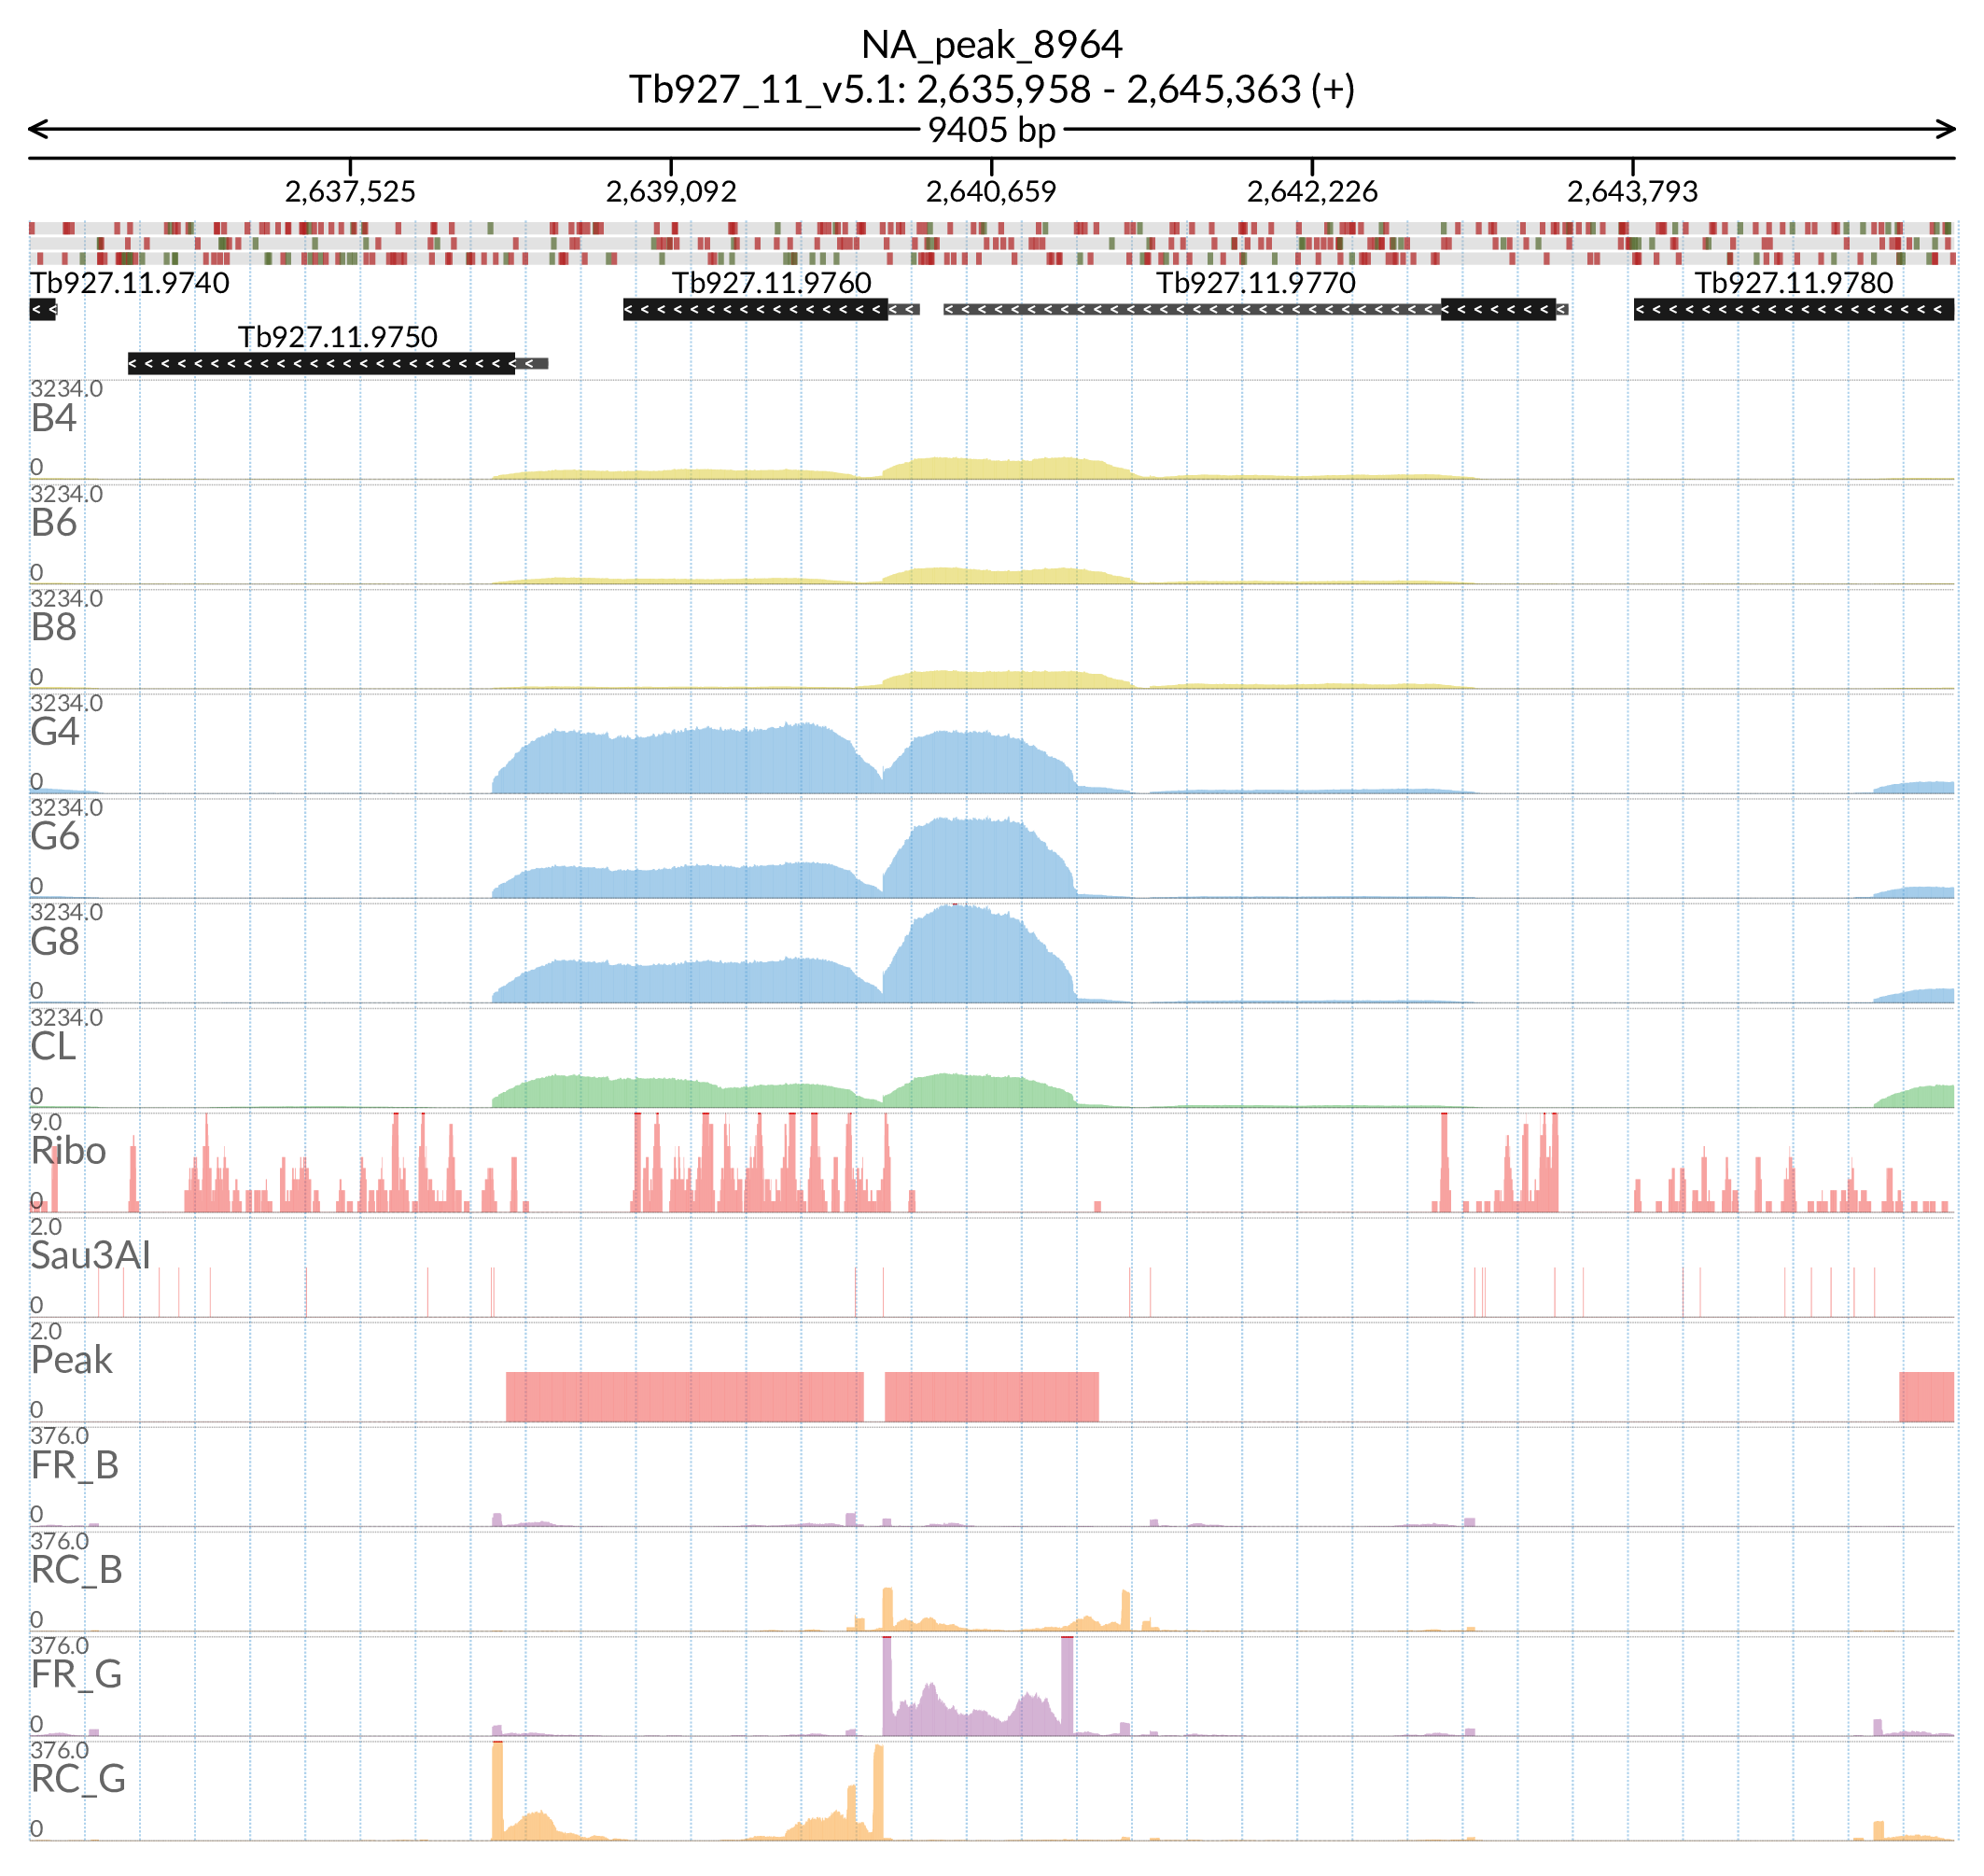 NA_peak_8964
Tb927_11_v5.1: 2,635,958 - 2,645,363 (+)
9405 bp
2,637,525 2,639,092 2,640,659 2,642,226 2,643,793
Tb927.11.9740 Tb927.11.9760 Tb927.11.9770 Tb927.11.9780
Tb927.11.9750
3234.0
B4
0
3234.0
B6
0
3234.0
B8
0
3234.0
G4
0
3234.0
G6
0
3234.0
G8
0
3234.0
CL
0
9.0
Ribo
0
2.0
Sau3AI
0
2.0
Peak
0
376.0
FR_B
0
376.0
RC_B
0
376.0
FR_G
0
376.0
RC_G
0